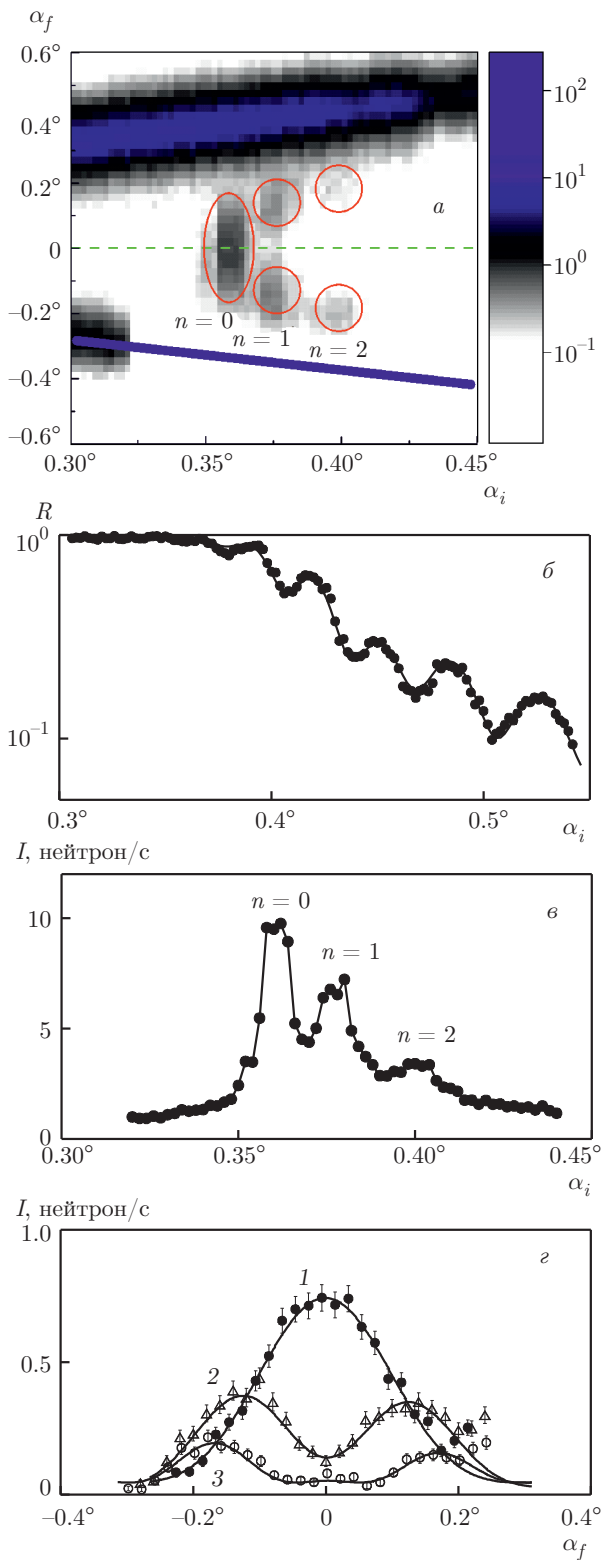 α_f
0.6°
0.4°
0.2°
0
–0.2°
–0.4°
–0.6°
а
n = 0
n = 1
n = 2
0.30°
0.35°
0.40°
0.45°
α_i
10²
10¹
10⁰
10⁻¹
R
10⁰
10⁻¹
б
0.3°
0.4°
0.5°
α_i
I, нейтрон/с
10
5
0
n = 0
n = 1
n = 2
в
0.30°
0.35°
0.40°
0.45°
α_i
I, нейтрон/с
1.0
0.5
0
1
2
3
г
–0.4°
–0.2°
0
0.2°
0.4°
α_f